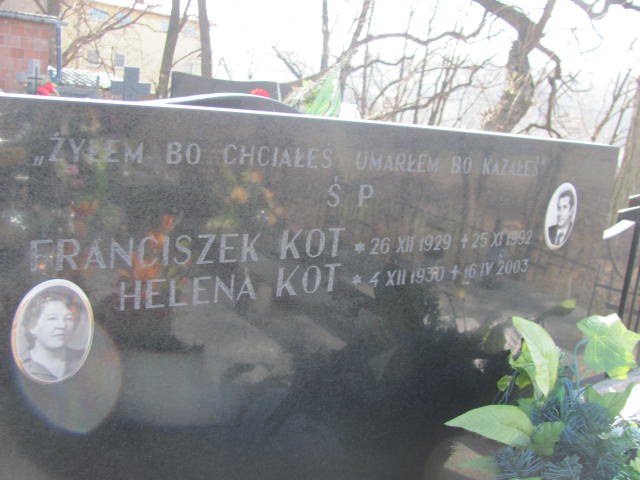 „ŻYŁEM BO CHCIAŁEŚ UMARŁEM BO KAZAŁEŚ”
Ś P
FRANCISZEK KOT * 26 XII 1929 + 25 XI 1992
HELENA KOT * 4 XII 1930 + 16 IV 2003